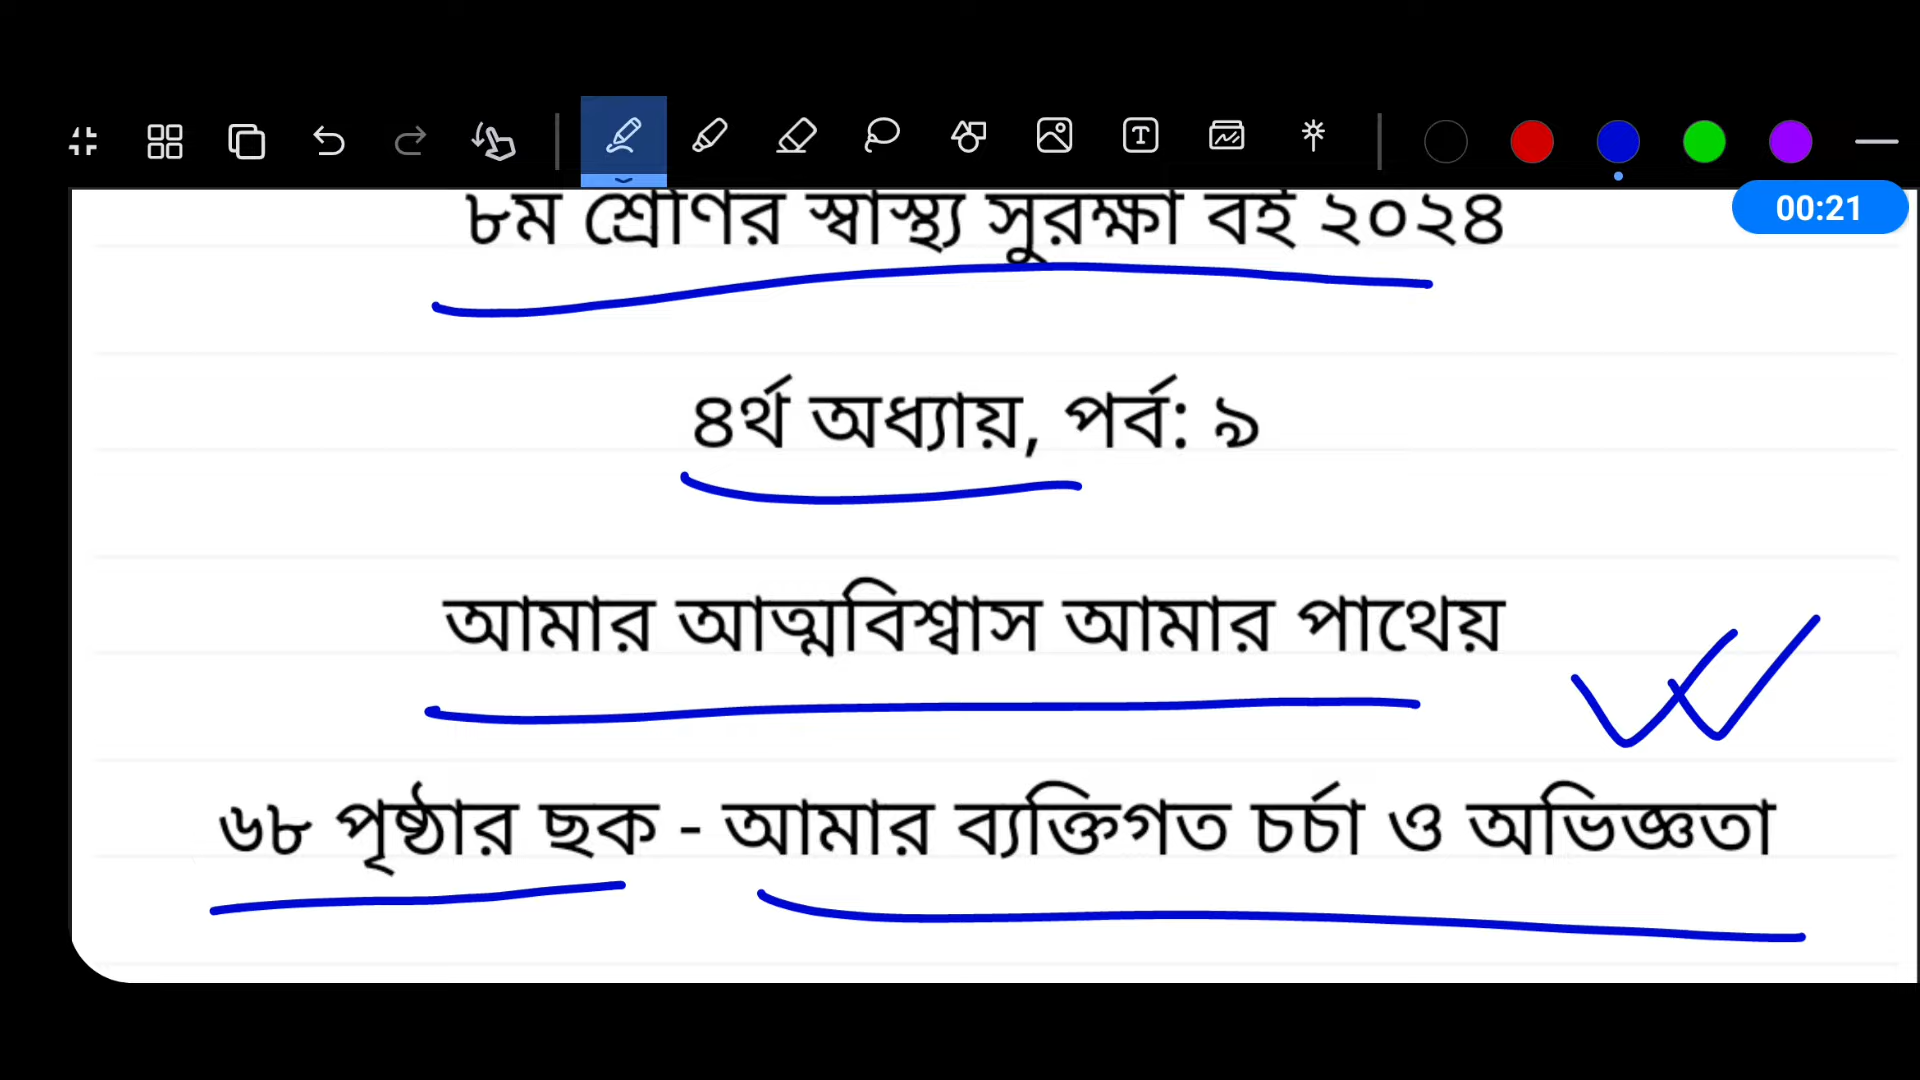 ৮ম শ্রেণির স্বাস্থ্য সুরক্ষা বই ২০২৪
00:21
৪র্থ অধ্যায়, পর্ব: ৯
আমার আত্মবিশ্বাস আমার পাথেয়
৬৮ পৃষ্ঠার ছক - আমার ব্যক্তিগত চর্চা ও অভিজ্ঞতা